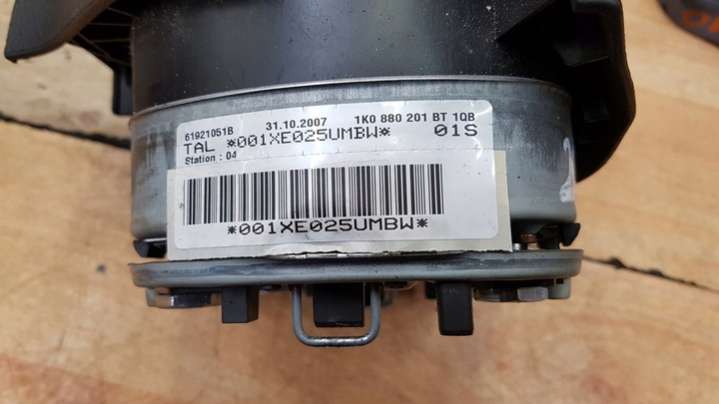 61921051B 31.10.2007 1K0 880 201 BT 1QB
TAL *001XE025UMBW* 01S
Station : 04
*001XE025UMBW*